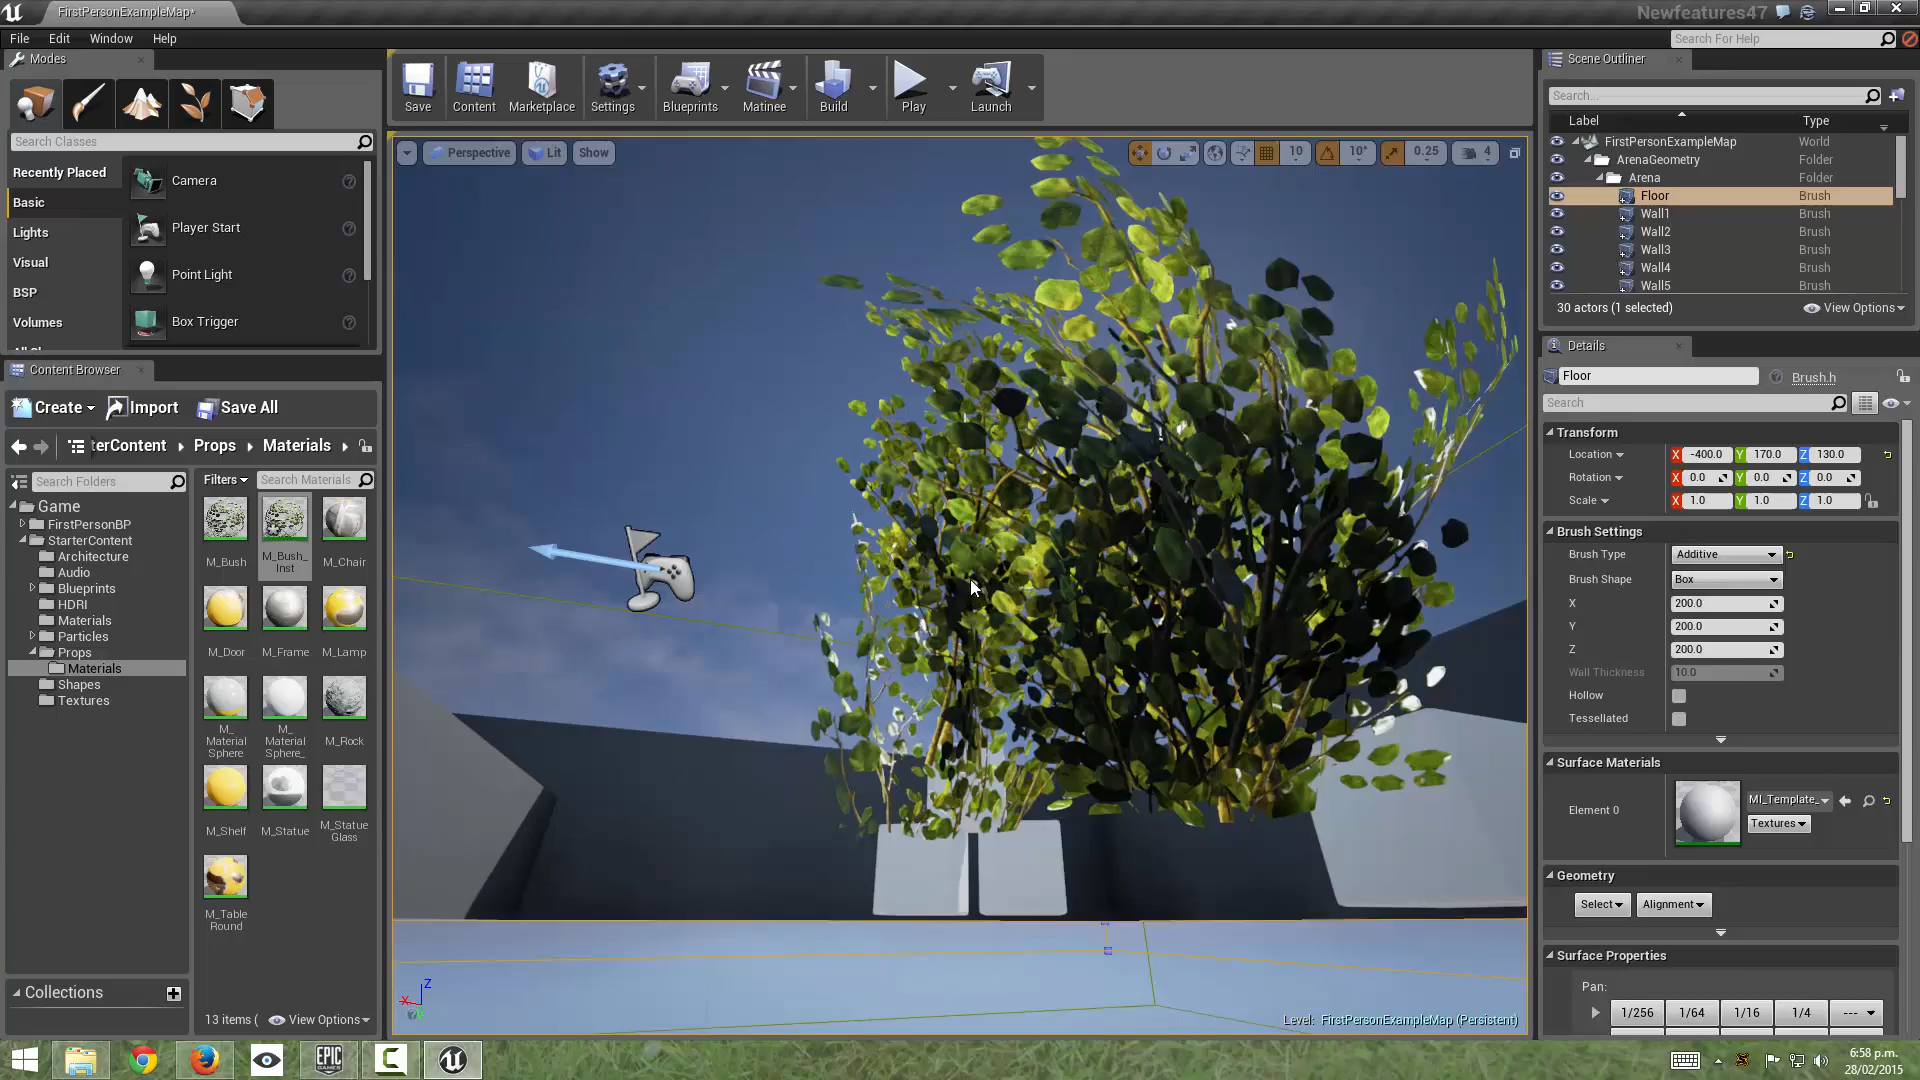 FirstPersonExampleMap*
Newfeatures47
File Edit Window Help
Search For Help
Modes
Search Classes
Recently Placed
Basic
Lights
Visual
BSP
Volumes
Camera
Player Start
Point Light
Box Trigger
Save
Content
Marketplace
Settings
Blueprints
Matinee
Build
Play
Launch
Perspective
Lit
Show
10
10°
0.25
4
Content Browser
Create
Import
Save All
terContent
Props
Materials
Search Folders
Game
FirstPersonBP
StarterContent
Architecture
Audio
Blueprints
HDRI
Materials
Particles
Props
Materials
Shapes
Textures
Collections
Filters
Search Materials
M_Bush
M_Bush_
Inst
M_Chair
M_Door
M_Frame
M_Lamp
M_
Material
Sphere
M_
Material
Sphere_
M_Rock
M_Shelf
M_Statue
M_Statue
Glass
M_Table
Round
13 items (
View Options
Z
X
Level: FirstPersonExampleMap (Persistent)
Scene Outliner
Search...
Label Type
FirstPersonExampleMap World
ArenaGeometry Folder
Arena Folder
Floor Brush
Wall1 Brush
Wall2 Brush
Wall3 Brush
Wall4 Brush
Wall5 Brush
30 actors (1 selected)
View Options
Details
Floor
Brush.h
Search
Transform
Location X -400.0 Y 170.0 Z 130.0
Rotation X 0.0 Y 0.0 Z 0.0
Scale X 1.0 Y 1.0 Z 1.0
Brush Settings
Brush Type Additive
Brush Shape Box
X 200.0
Y 200.0
Z 200.0
Wall Thickness 10.0
Hollow
Tessellated
Surface Materials
Element 0
MI_Template_
Textures
Geometry
Select
Alignment
Surface Properties
Pan:
1/256 1/64 1/16 1/4 ---
EPIC
GAMES
6:58 p.m.
28/02/2015